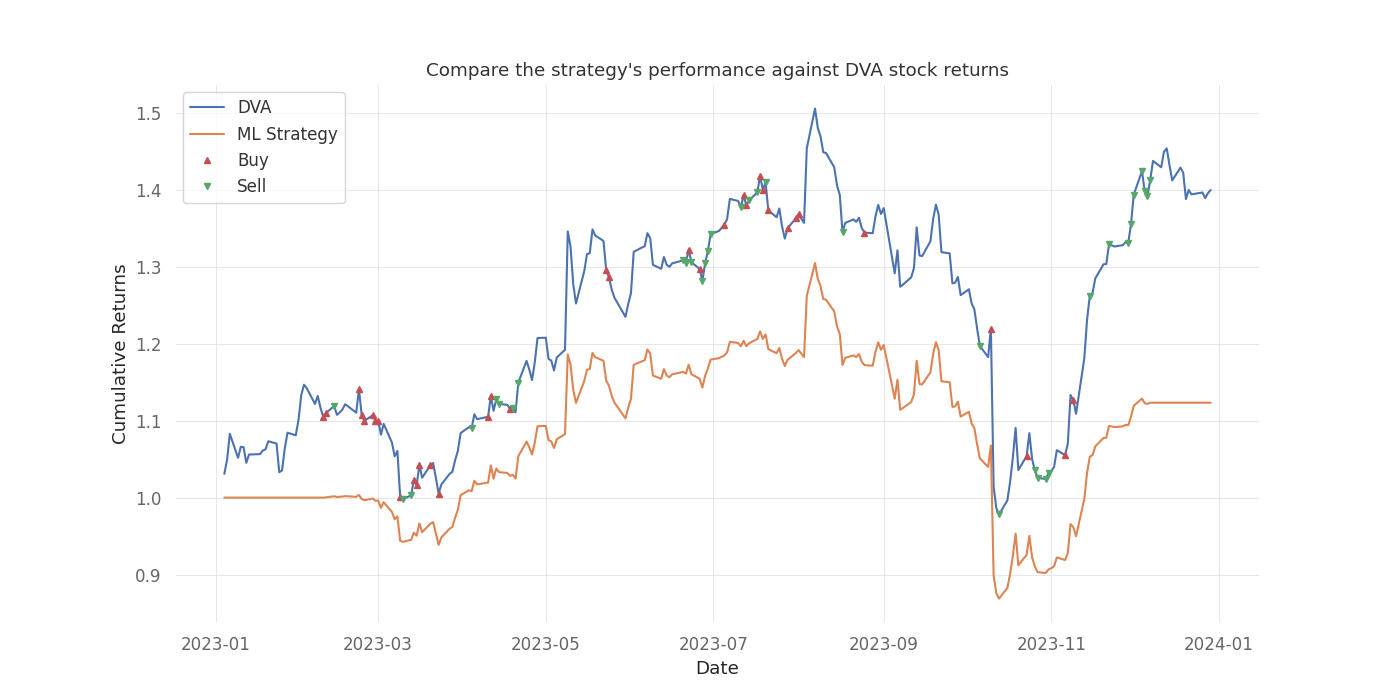 Compare the strategy's performance against DVA stock returns
DVA
ML Strategy
Buy
Sell
Cumulative Returns
1.5
1.4
1.3
1.2
1.1
1.0
0.9
2023-01
2023-03
2023-05
2023-07
2023-09
2023-11
2024-01
Date